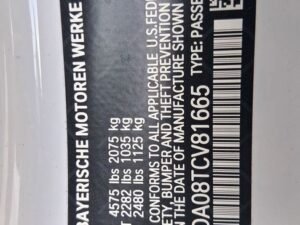 BAYERISCHE MOTOREN WERKE
4575 lbs 2075 kg
T 2282 lbs 1035 kg
2480 lbs 1125 kg
CONFORMS TO ALL APPLICABLE U.S.FED
ETY, BUMPER AND THEFT PREVENTION
N THE DATE OF MANUFACTURE SHOWN
DA08TCV81665 TYPE: PASSE